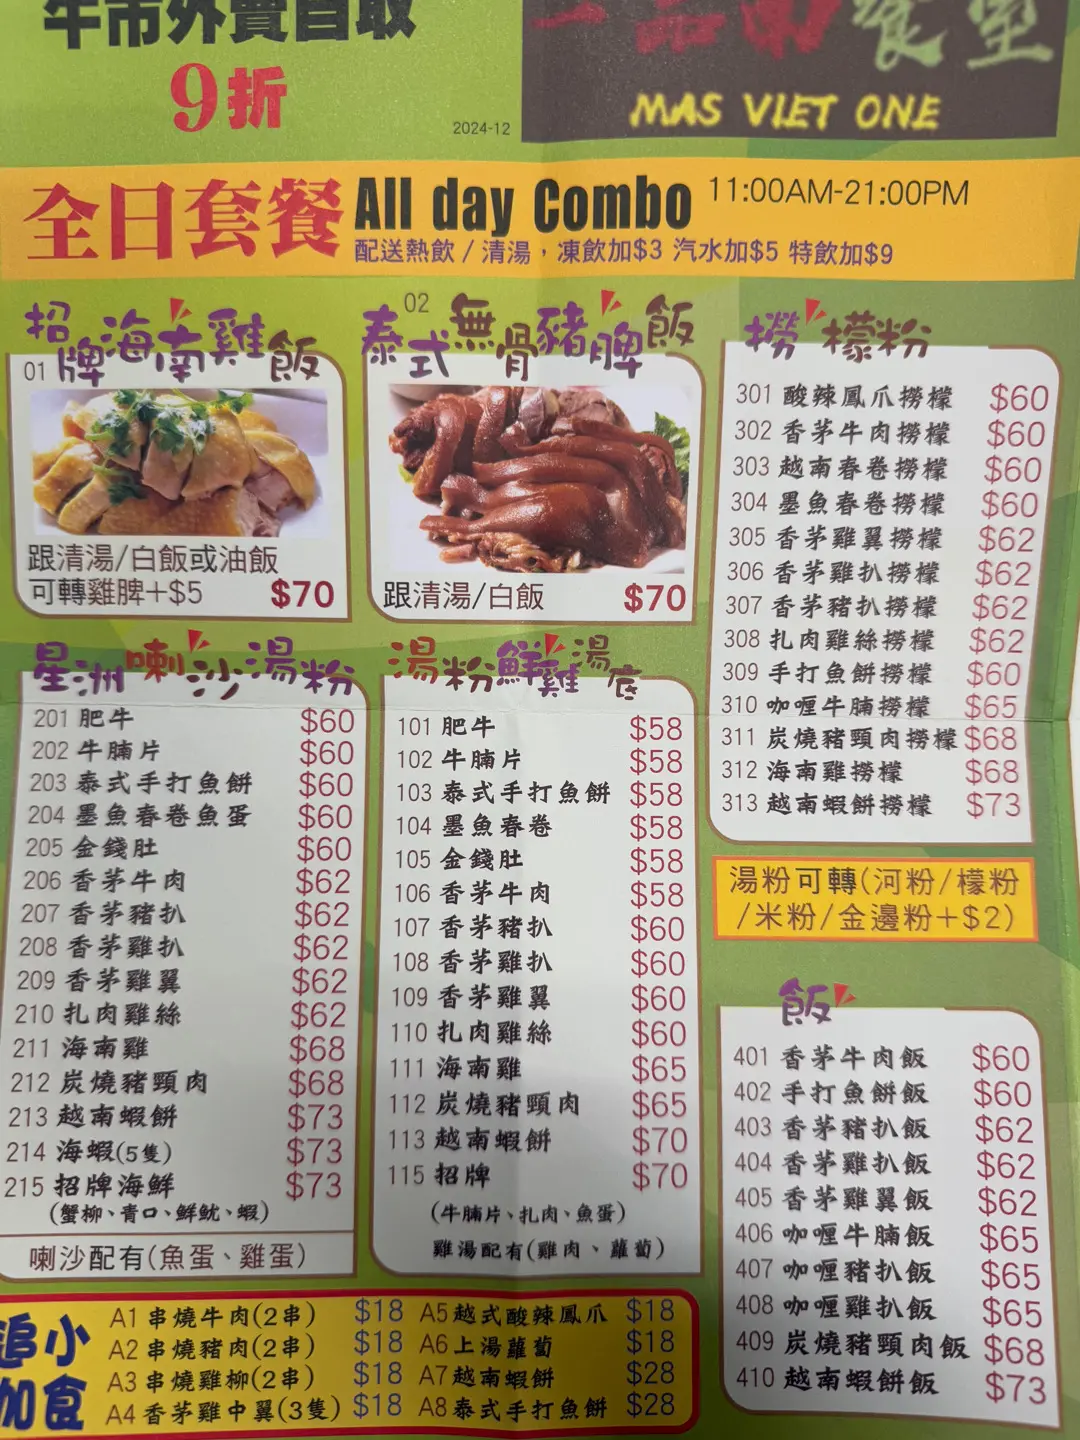 午市外賣自取
9折
2024-12
MAS VIET ONE
全日套餐 All day Combo 11:00AM-21:00PM
配送熱飲 / 清湯，凍飲加$3 汽水加$5 特飲加$9
招牌海南雞飯
01
跟清湯/白飯或油飯
可轉雞脾+$5 $70
02
泰式無骨豬脾飯
跟清湯/白飯 $70
撈檬粉
301 酸辣鳳爪撈檬 $60
302 香茅牛肉撈檬 $60
303 越南春卷撈檬 $60
304 墨魚春卷撈檬 $60
305 香茅雞翼撈檬 $62
306 香茅雞扒撈檬 $62
307 香茅豬扒撈檬 $62
308 扎肉雞絲撈檬 $62
309 手打魚餅撈檬 $60
310 咖喱牛腩撈檬 $65
311 炭燒豬頸肉撈檬 $68
312 海南雞撈檬 $68
313 越南蝦餅撈檬 $73
星洲喇沙湯粉
201 肥牛 $60
202 牛腩片 $60
203 泰式手打魚餅 $60
204 墨魚春卷魚蛋 $60
205 金錢肚 $60
206 香茅牛肉 $62
207 香茅豬扒 $62
208 香茅雞扒 $62
209 香茅雞翼 $62
210 扎肉雞絲 $62
211 海南雞 $68
212 炭燒豬頸肉 $68
213 越南蝦餅 $73
214 海蝦(5隻) $73
215 招牌海鮮 $73
(蟹柳、青口、鮮魷、蝦)
喇沙配有(魚蛋、雞蛋)
湯粉鮮雞湯底
101 肥牛 $58
102 牛腩片 $58
103 泰式手打魚餅 $58
104 墨魚春卷 $58
105 金錢肚 $58
106 香茅牛肉 $58
107 香茅豬扒 $60
108 香茅雞扒 $60
109 香茅雞翼 $60
110 扎肉雞絲 $60
111 海南雞 $65
112 炭燒豬頸肉 $65
113 越南蝦餅 $70
115 招牌 $70
(牛腩片、扎肉、魚蛋)
雞湯配有(雞肉、蘿蔔)
湯粉可轉(河粉/檬粉
/米粉/金邊粉+$2)
飯
401 香茅牛肉飯 $60
402 手打魚餅飯 $60
403 香茅豬扒飯 $62
404 香茅雞扒飯 $62
405 香茅雞翼飯 $62
406 咖喱牛腩飯 $65
407 咖喱豬扒飯 $65
408 咖喱雞扒飯 $65
409 炭燒豬頸肉飯 $68
410 越南蝦餅飯 $73
追加小食
A1 串燒牛肉(2串) $18
A2 串燒豬肉(2串) $18
A3 串燒雞柳(2串) $18
A4 香茅雞中翼(3隻) $18
A5 越式酸辣鳳爪 $18
A6 上湯蘿蔔 $18
A7 越南蝦餅 $28
A8 泰式手打魚餅 $28